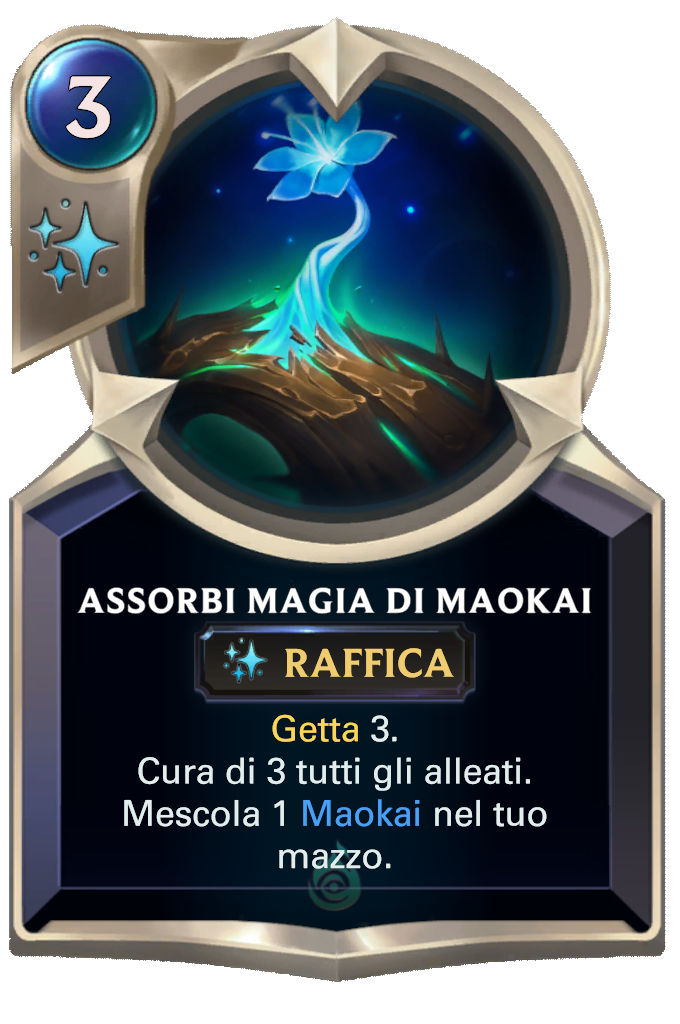 3
ASSORBI MAGIA DI MAOKAI
RAFFICA
Getta 3.
Cura di 3 tutti gli alleati.
Mescola 1 Maokai nel tuo
mazzo.